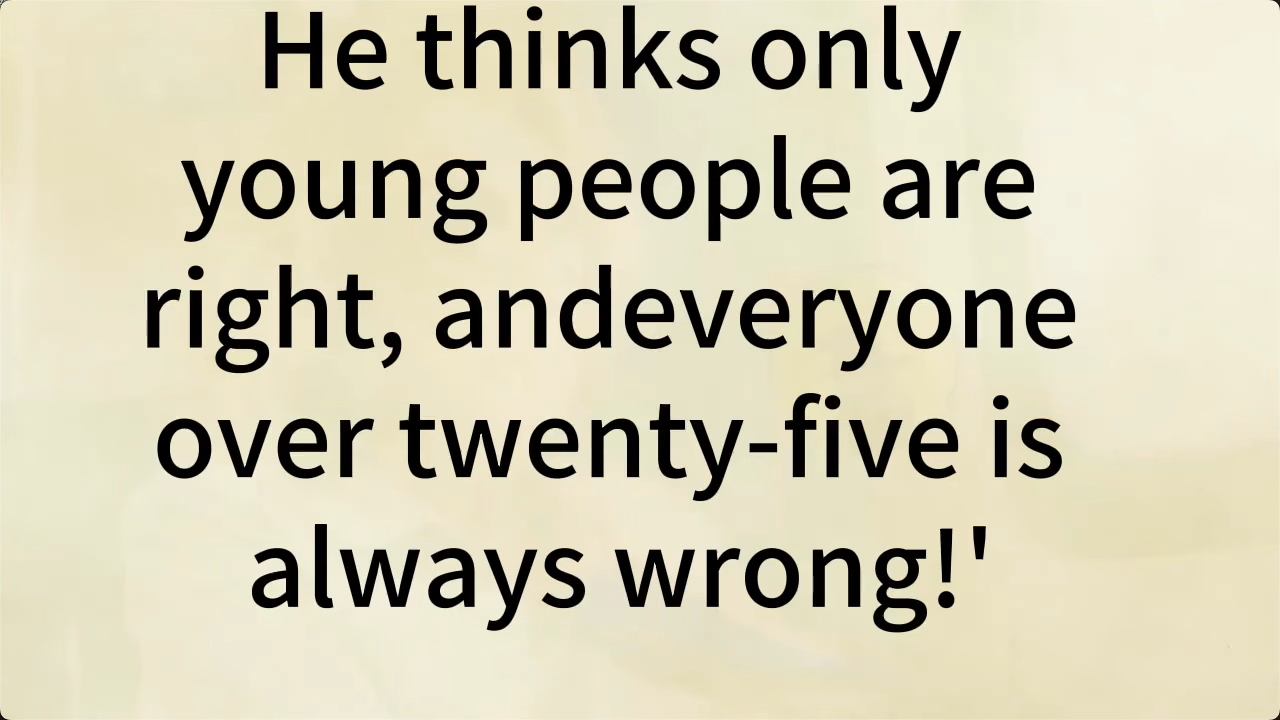 He thinks only
young people are
right, andeveryone
over twenty-five is
always wrong!'